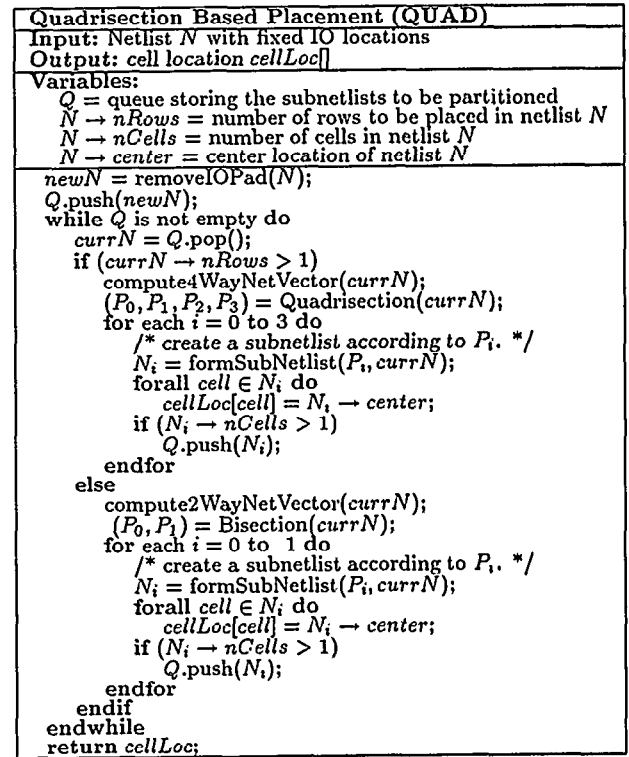 Quadrisection Based Placement (QUAD)
Input: Netlist N with fixed IO locations
Output: cell location cellLoc[]
Variables:
Q = queue storing the subnetlists to be partitioned
N → nRows = number of rows to be placed in netlist N
N → nCells = number of cells in netlist N
N → center = center location of netlist N
newN = removeIOPad(N);
Q.push(newN);
while Q is not empty do
currN = Q.pop();
if (currN → nRows > 1)
compute4WayNetVector(currN);
(P₀, P₁, P₂, P₃) = Quadrisection(currN);
for each i = 0 to 3 do
/* create a subnetlist according to Pᵢ. */
Nᵢ = formSubNetlist(Pᵢ, currN);
forall cell ∈ Nᵢ do
cellLoc[cell] = Nᵢ → center;
if (Nᵢ → nCells > 1)
Q.push(Nᵢ);
endfor
else
compute2WayNetVector(currN);
(P₀, P₁) = Bisection(currN);
for each i = 0 to 1 do
/* create a subnetlist according to Pᵢ. */
Nᵢ = formSubNetlist(Pᵢ, currN);
forall cell ∈ Nᵢ do
cellLoc[cell] = Nᵢ → center;
if (Nᵢ → nCells > 1)
Q.push(Nᵢ);
endfor
endif
endwhile
return cellLoc;